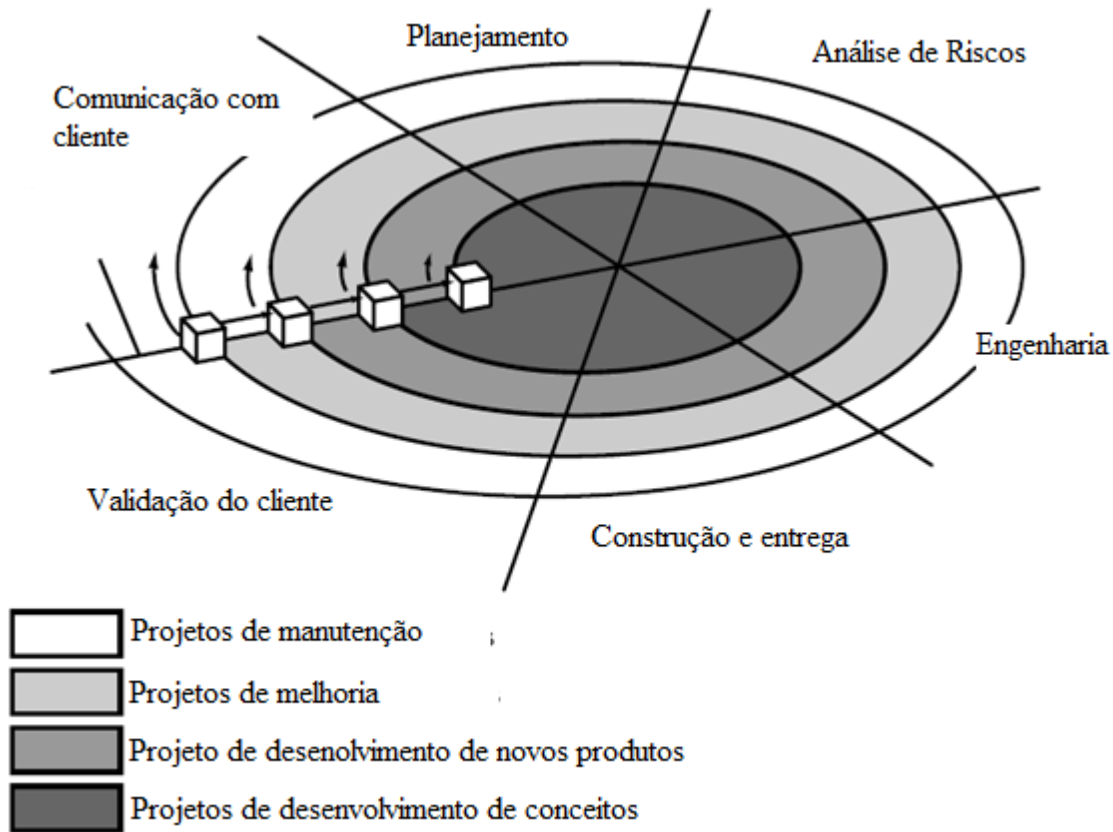 Planejamento
Análise de Riscos
Comunicação com
cliente
Engenharia
Validação do cliente
Construção e entrega
Projetos de manutenção
Projetos de melhoria
Projeto de desenolvimento de novos produtos
Projetos de desenvolvimento de conceitos